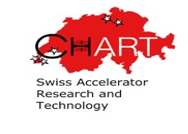 CHART
Swiss Accelerator
Research and
Technology